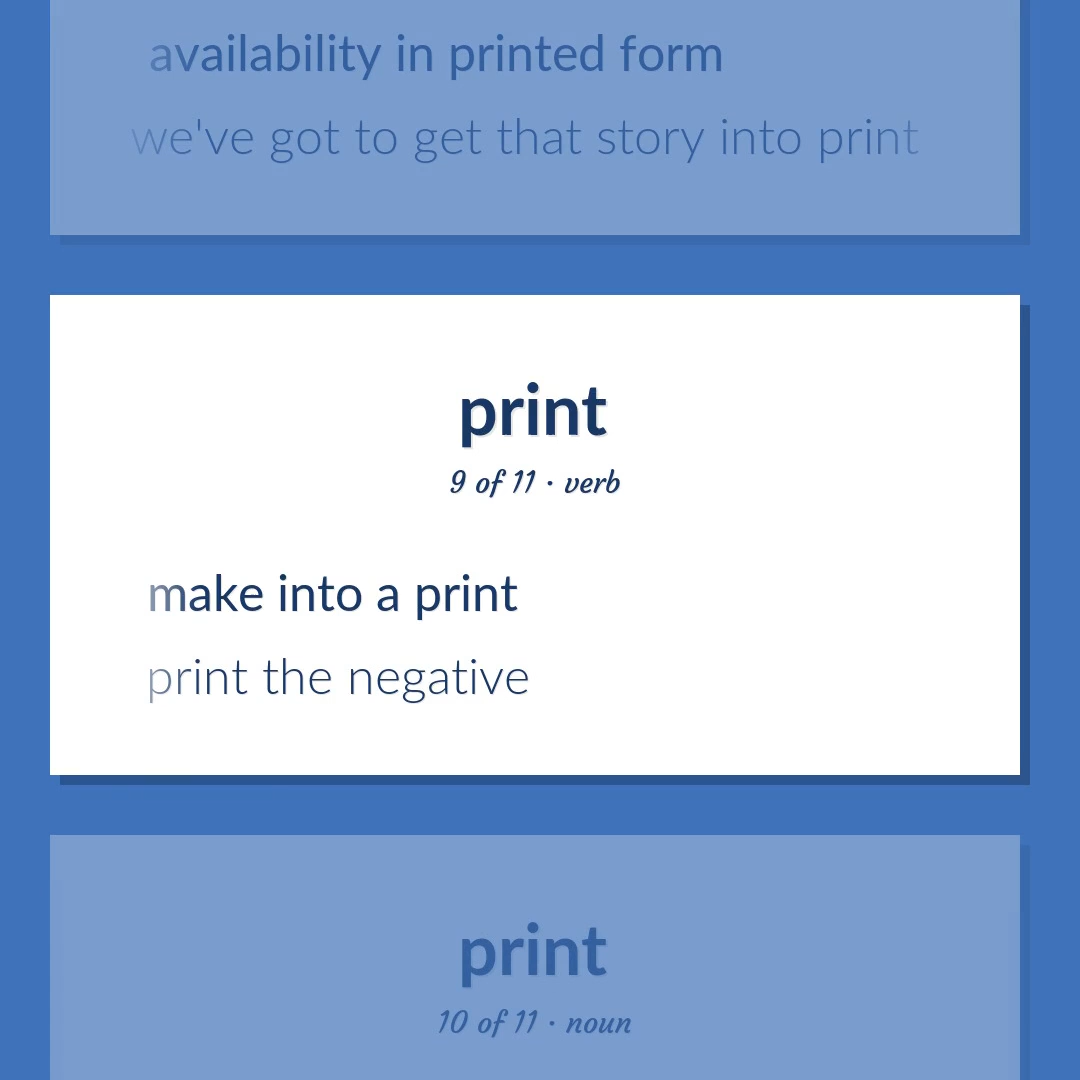 availability in printed form
we've got to get that story into print
print
9 of 11 · verb
make into a print
print the negative
print
10 of 11 · noun